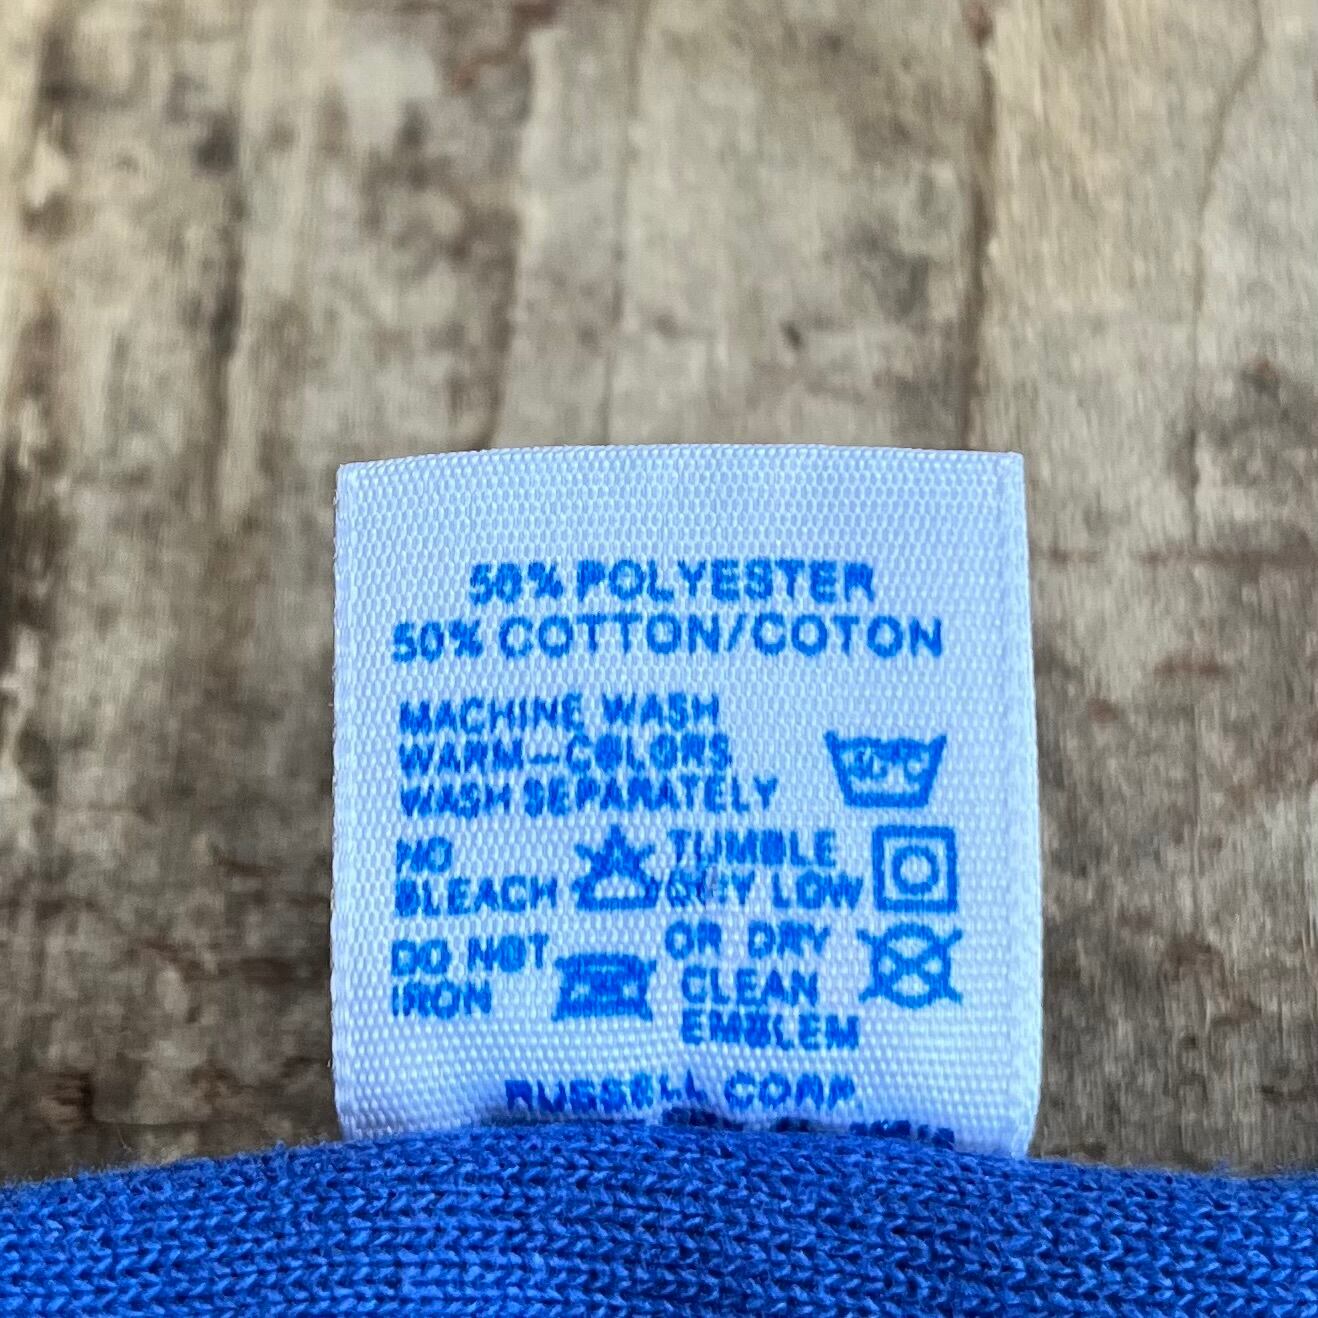 50% POLYESTER
50% COTTON/COTON
MACHINE WASH
WARM-COLORS
WASH SEPARATELY
NO
BLEACH
TUMBLE
DRY LOW
DO NOT
IRON
OR DRY
CLEAN
EMBLEM
RUSSELL CORP.